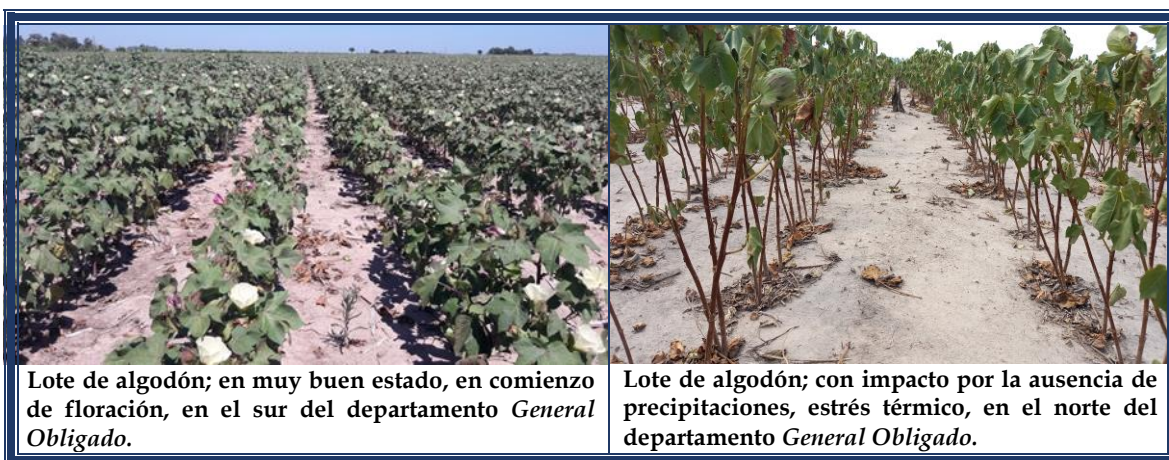 Lote de algodón; en muy buen estado, en comienzo
de floración, en el sur del departamento General
Obligado.
Lote de algodón; con impacto por la ausencia de
precipitaciones, estrés térmico, en el norte del
departamento General Obligado.